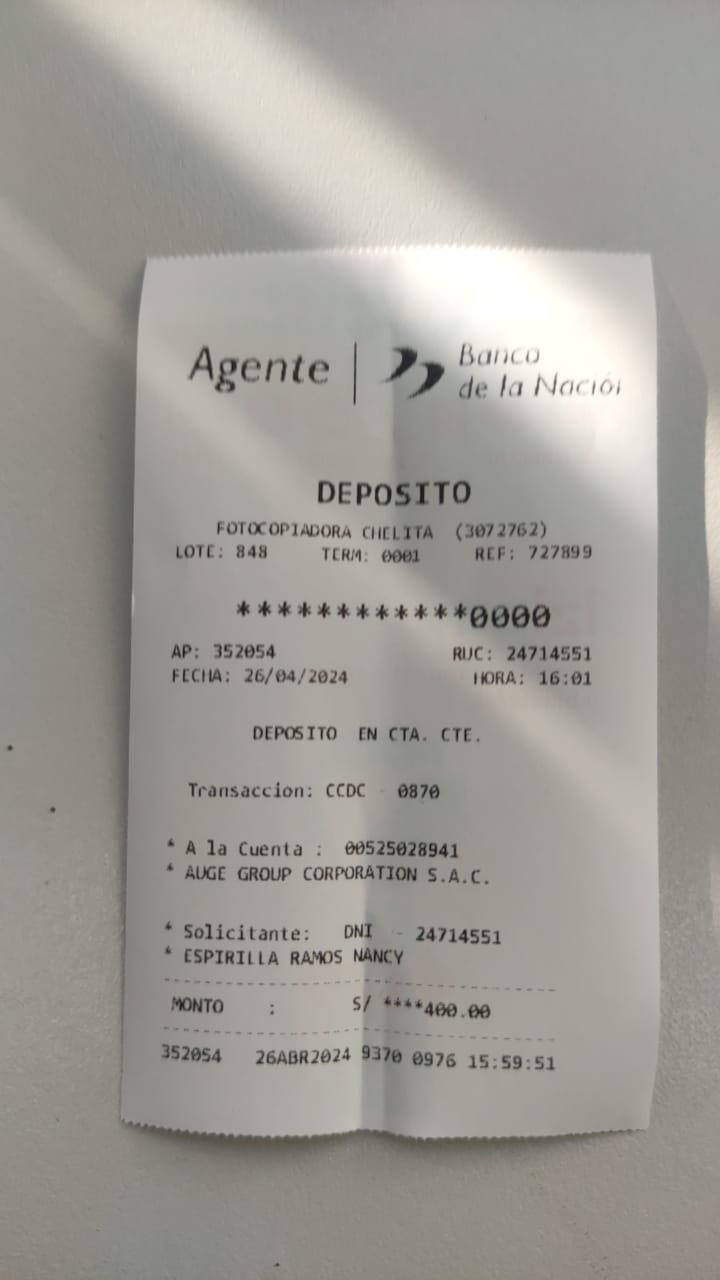 Agente | Banco
de la Nación
DEPOSITO
FOTOCOPIADORA CHELITA (3072762)
LOTE: 848 TERM: 0001 REF: 727899
************0000
AP: 352054 RUC: 24714551
FECHA: 26/04/2024 HORA: 16:01
DEPOSITO EN CTA. CTE.
Transaccion: CCDC - 0870
* A la Cuenta : 00525028941
* AUGE GROUP CORPORATION S.A.C.
* Solicitante: DNI - 24714551
* ESPIRILLA RAMOS NANCY
MONTO : S/ ****400.00
352054 26ABR2024 9370 0976 15:59:51